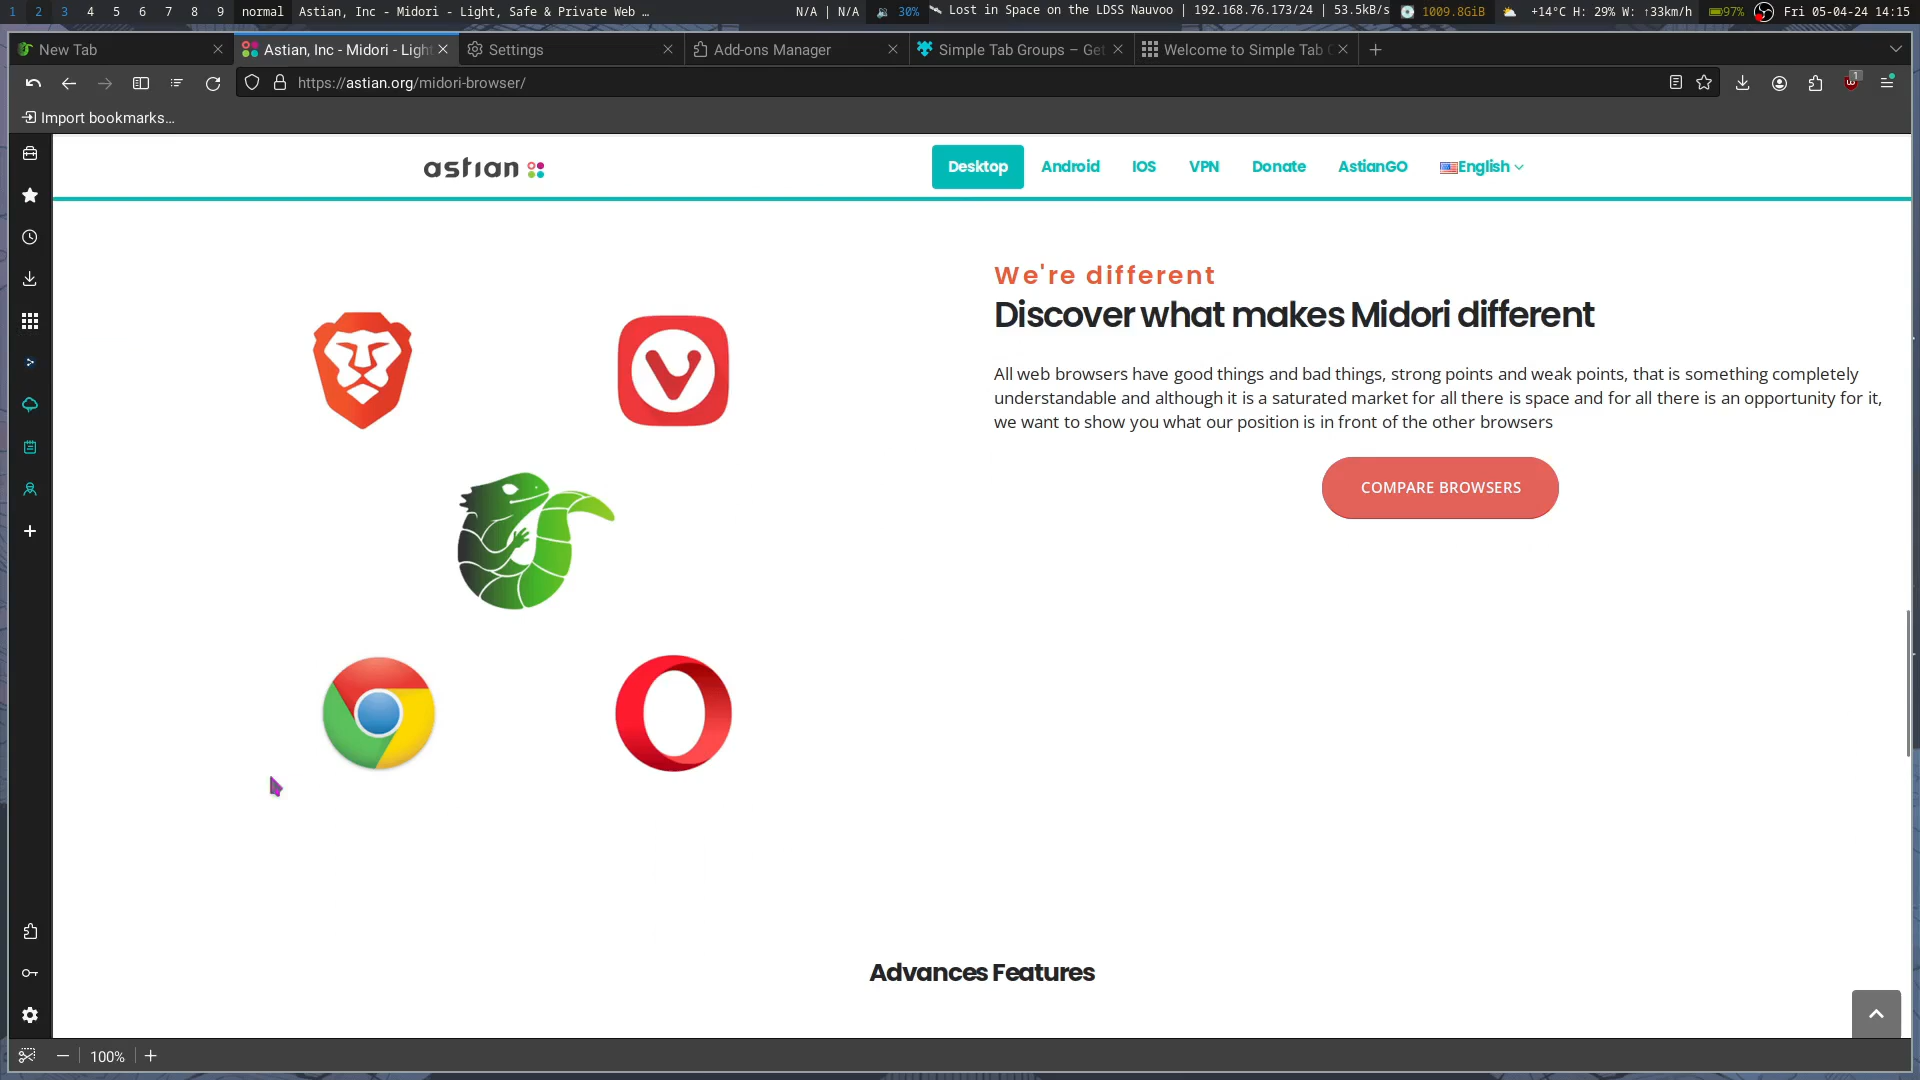 1 2 3 4 5 6 7 8 9 normal Astian, Inc - Midori - Light, Safe & Private Web … N/A | N/A 30% Lost in Space on the LDSS Nauvoo | 192.168.76.173/24 | 53.5kB/s 1009.8GiB +14°C H: 29% W: ↑33km/h 97% Fri 05-04-24 14:15
New Tab Astian, Inc - Midori - Light Settings Add-ons Manager Simple Tab Groups – Get Welcome to Simple Tab G
https://astian.org/midori-browser/ 1
Import bookmarks...
astian Desktop Android IOS VPN Donate AstianGO English
We're different
Discover what makes Midori different
All web browsers have good things and bad things, strong points and weak points, that is something completely
understandable and although it is a saturated market for all there is space and for all there is an opportunity for it,
we want to show you what our position is in front of the other browsers
COMPARE BROWSERS
Advances Features
100%